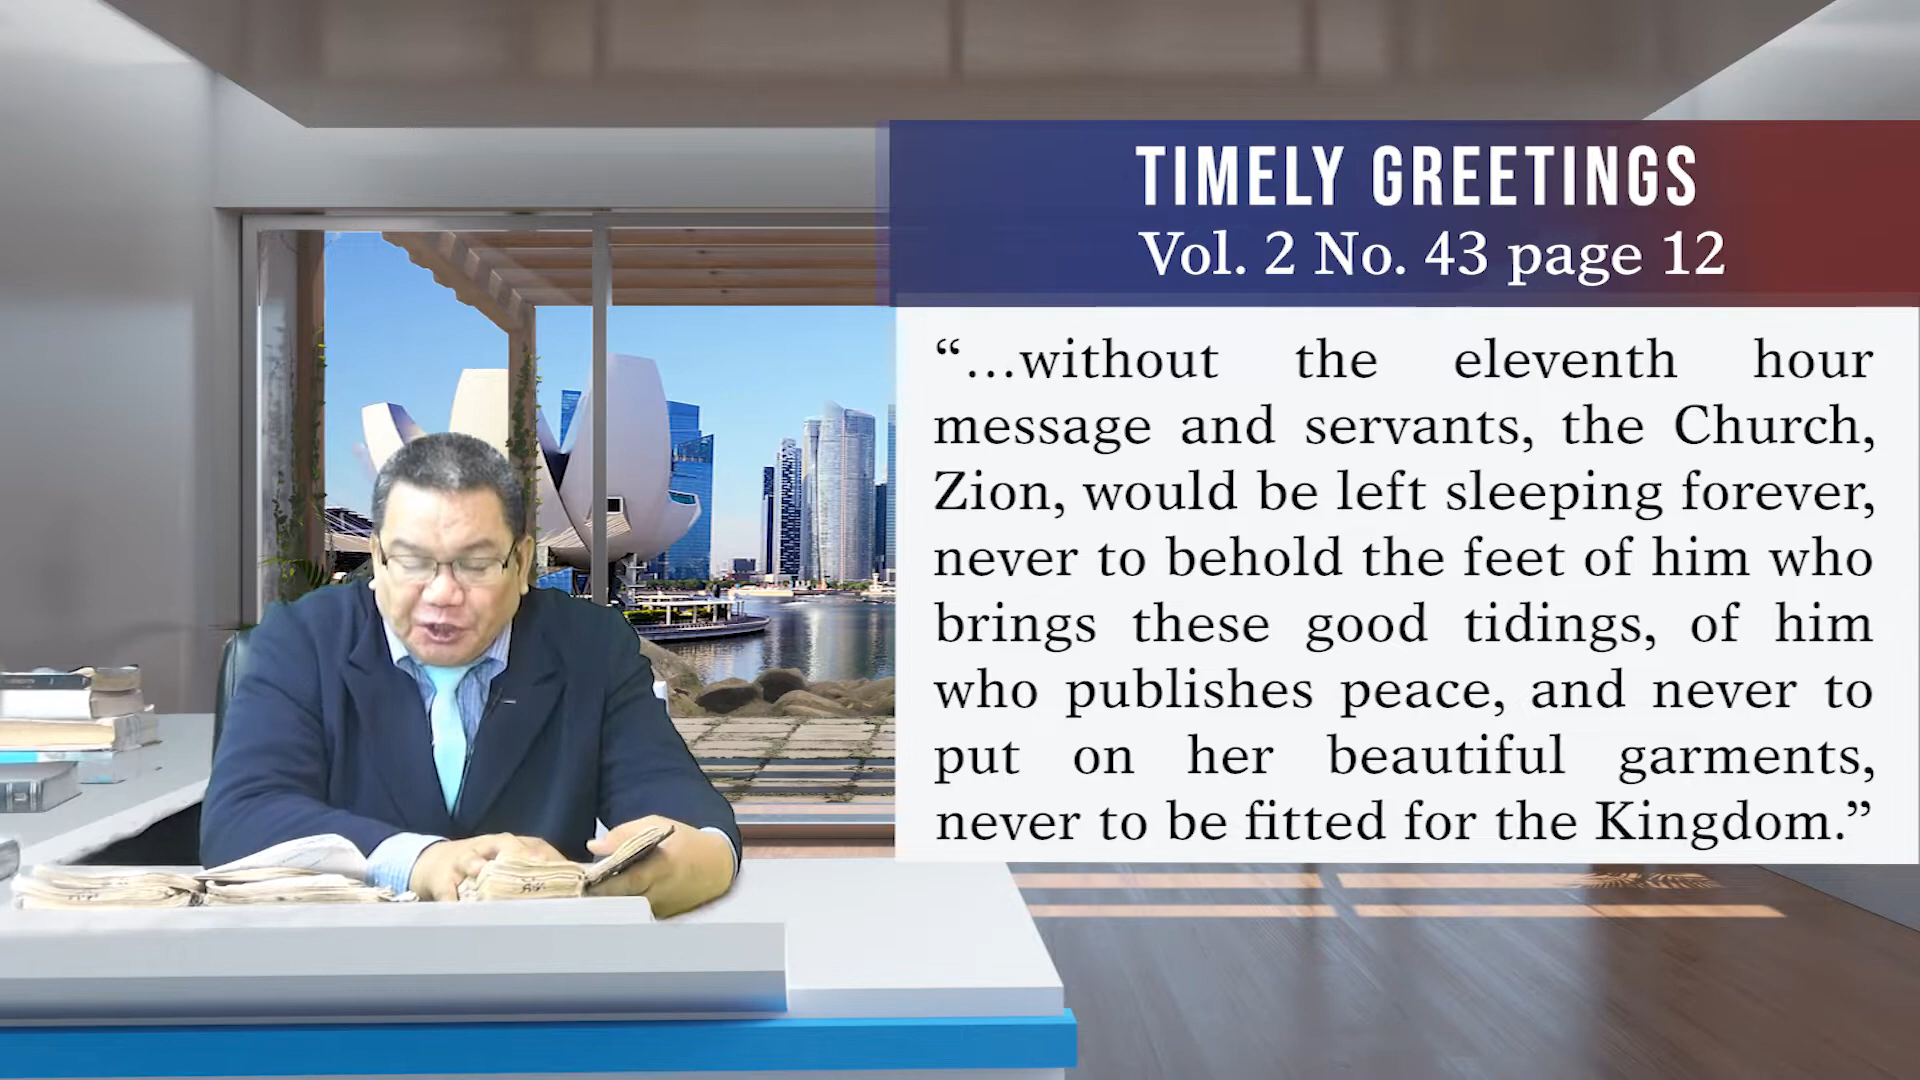 TIMELY GREETINGS
Vol. 2 No. 43 page 12
“...without the eleventh hour
message and servants, the Church,
Zion, would be left sleeping forever,
never to behold the feet of him who
brings these good tidings, of him
who publishes peace, and never to
put on her beautiful garments,
never to be fitted for the Kingdom.”